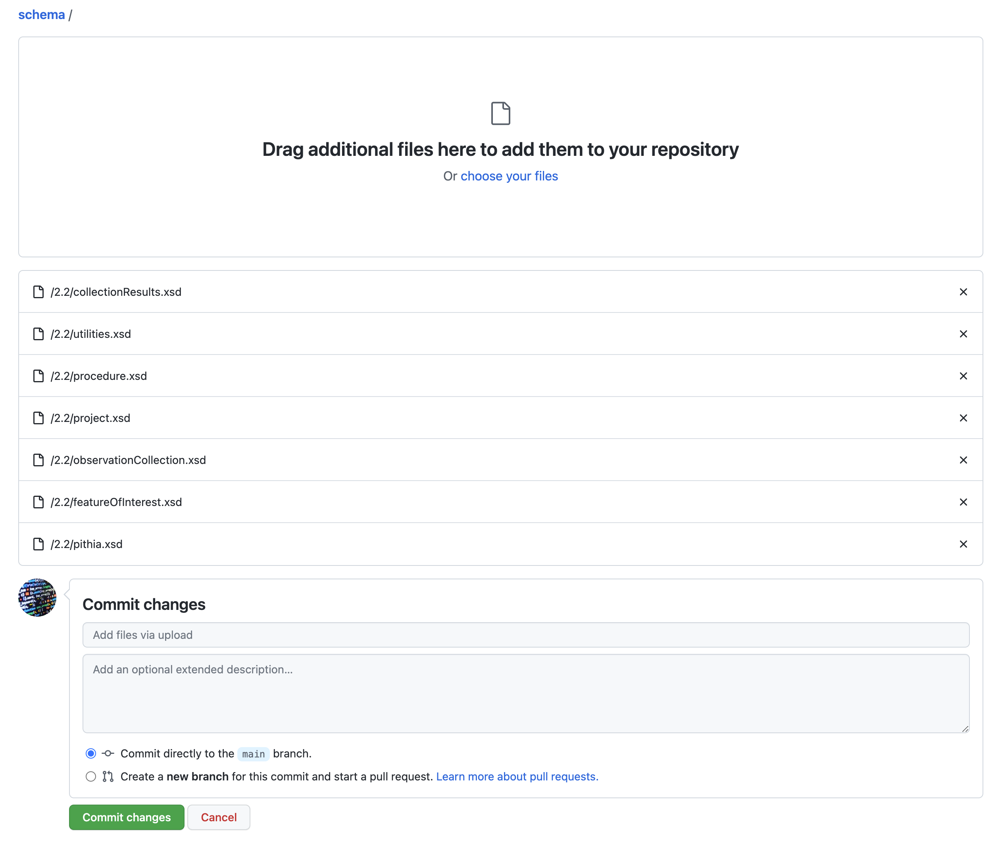 schema /
Drag additional files here to add them to your repository
Or choose your files
/2.2/collectionResults.xsd
/2.2/utilities.xsd
/2.2/procedure.xsd
/2.2/project.xsd
/2.2/observationCollection.xsd
/2.2/featureOfInterest.xsd
/2.2/pithia.xsd
Commit changes
Add files via upload
Add an optional extended description...
Commit directly to the main branch.
Create a new branch for this commit and start a pull request. Learn more about pull requests.
Commit changes Cancel